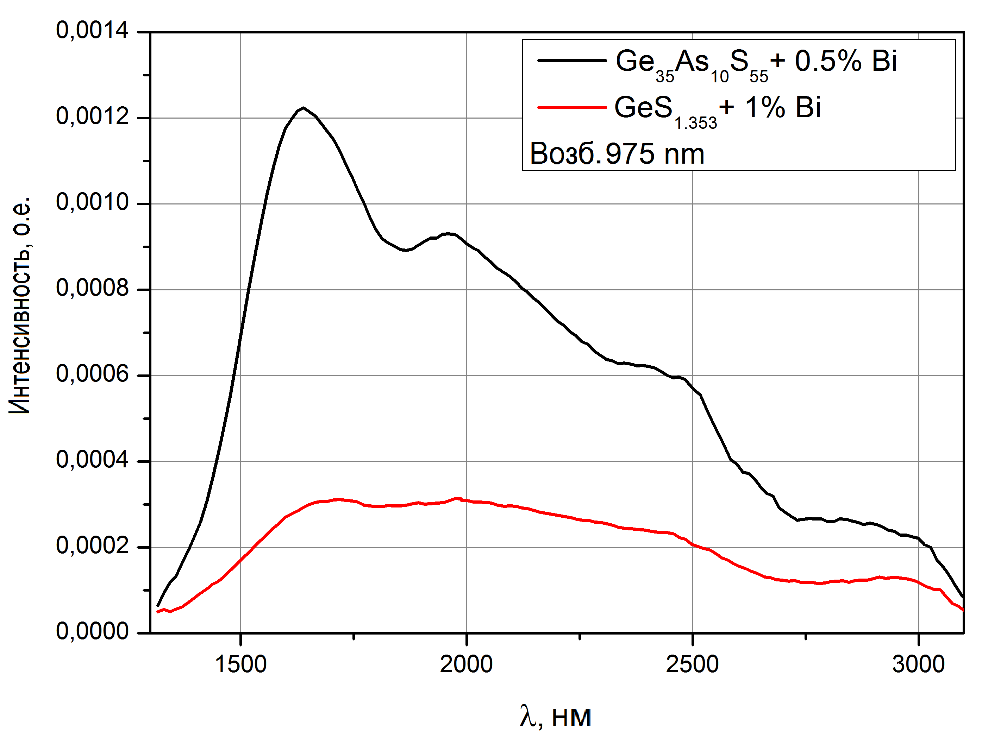 0,0014
0,0012
0,0010
0,0008
0,0006
0,0004
0,0002
0,0000
Интенсивность, о.е.
Ge35As10S55+ 0.5% Bi
GeS1.353+ 1% Bi
Возб.975 nm
1500 2000 2500 3000
λ, нм